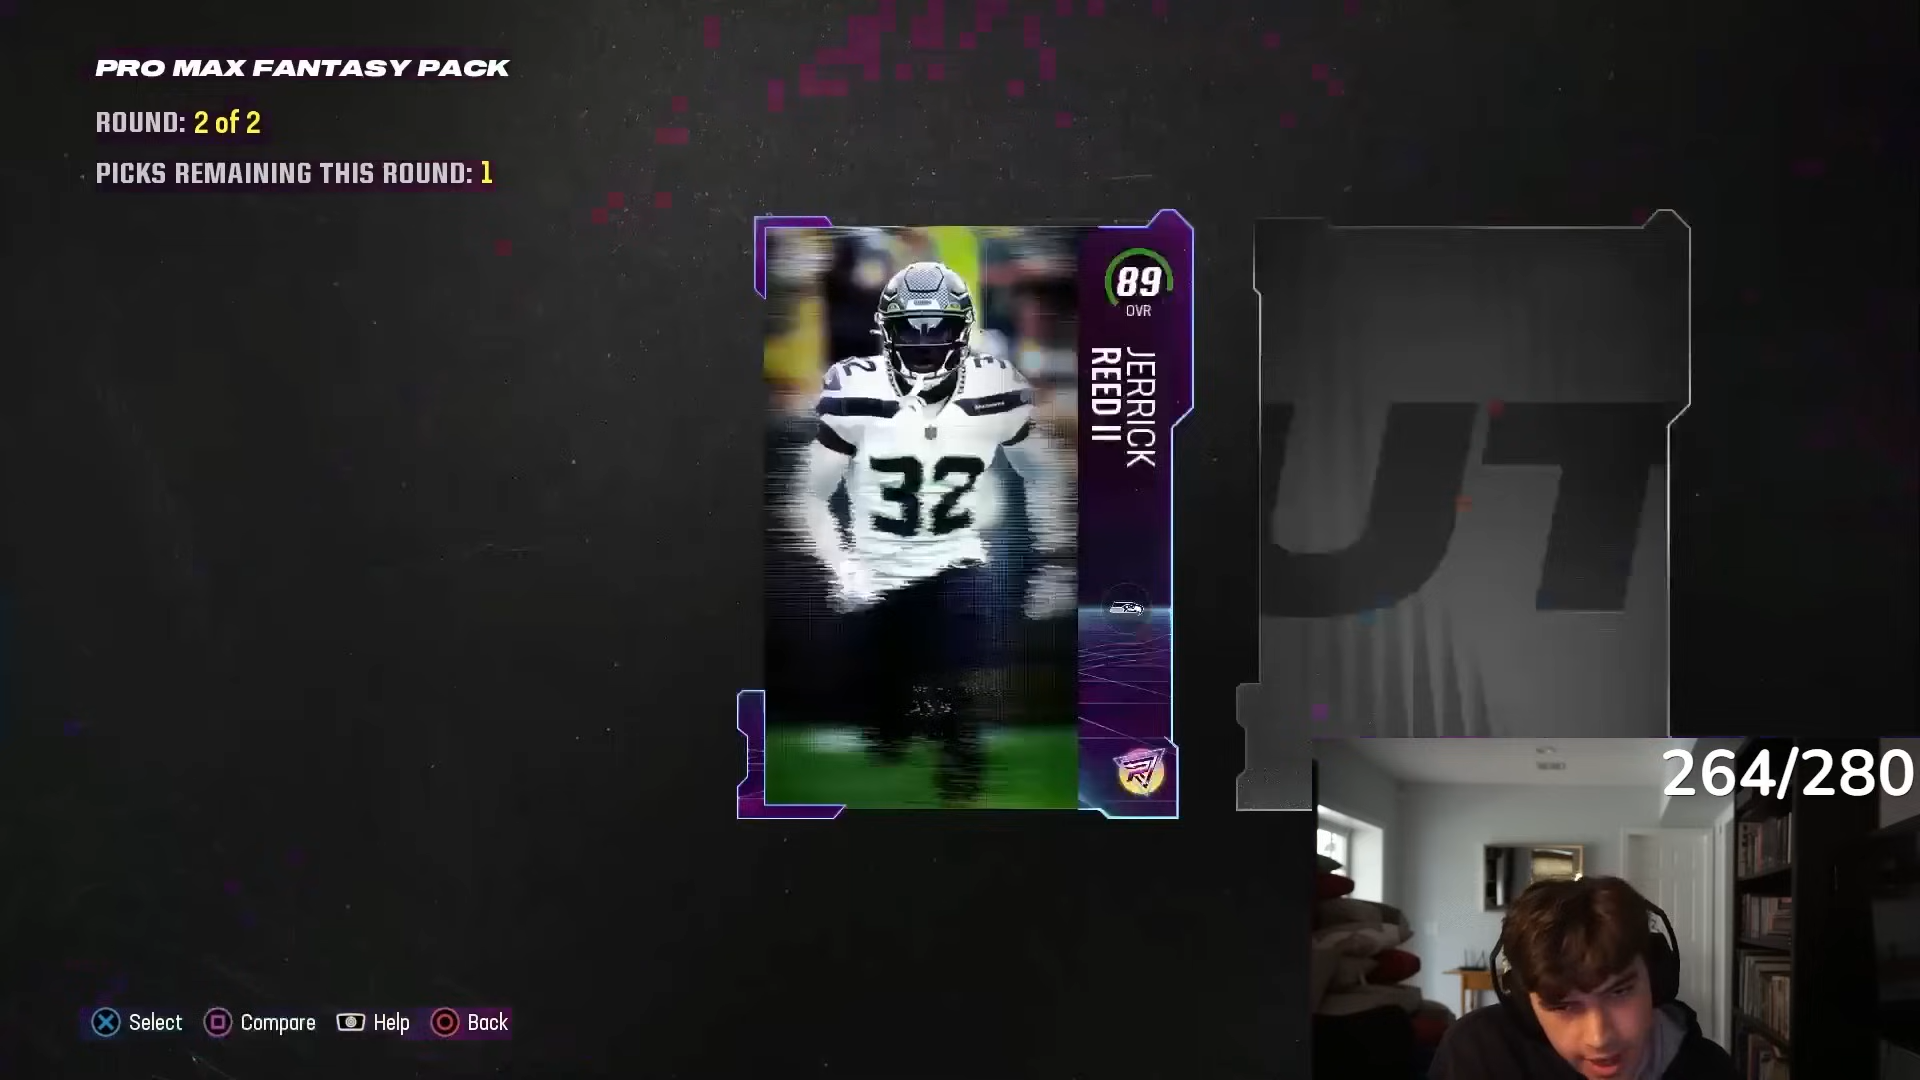 PRO MAX FANTASY PACK
ROUND: 2 of 2
PICKS REMAINING THIS ROUND: 1
89
OVR
JERRICK
REED II
32
UT
264/280
Select
Compare
Help
Back